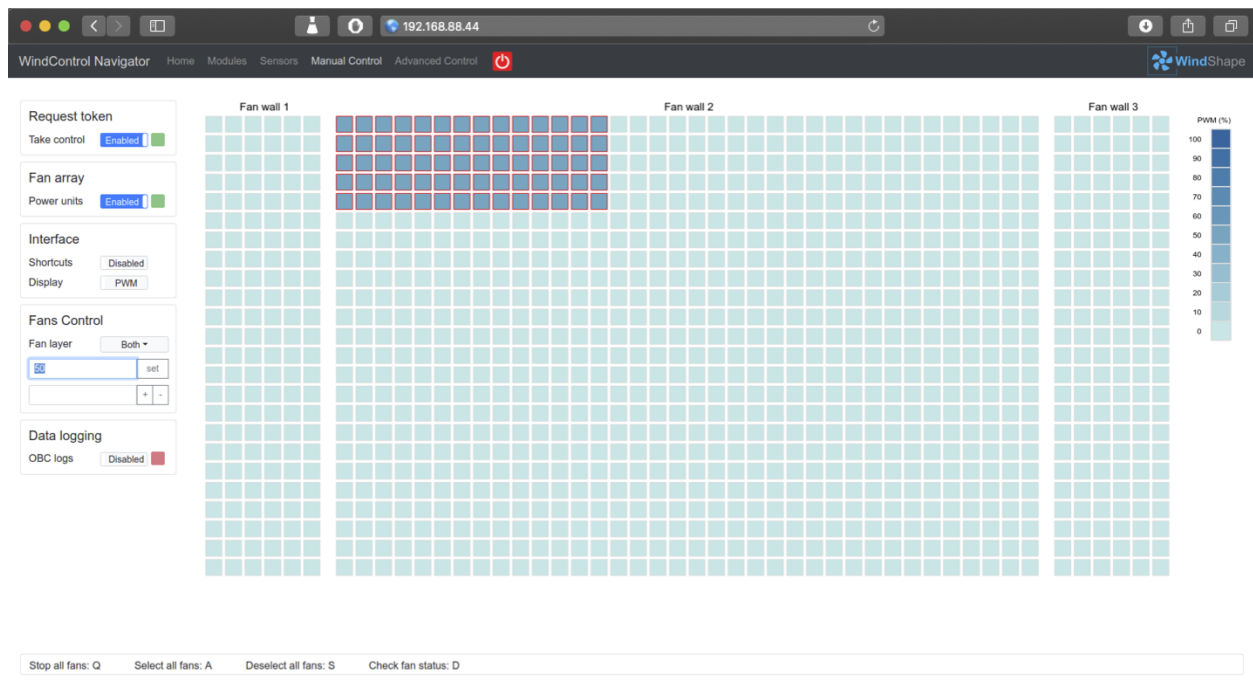 192.168.88.44
WindControl Navigator Home Modules Sensors Manual Control Advanced Control WindShape
Request token
Take control Enabled
Fan array
Power units Enabled
Interface
Shortcuts Disabled
Display PWM
Fans Control
Fan layer Both
50 set
+ -
Data logging
OBC logs Disabled
Fan wall 1 Fan wall 2 Fan wall 3
PWM (%)
100
90
80
70
60
50
40
30
20
10
0
Stop all fans: Q Select all fans: A Deselect all fans: S Check fan status: D